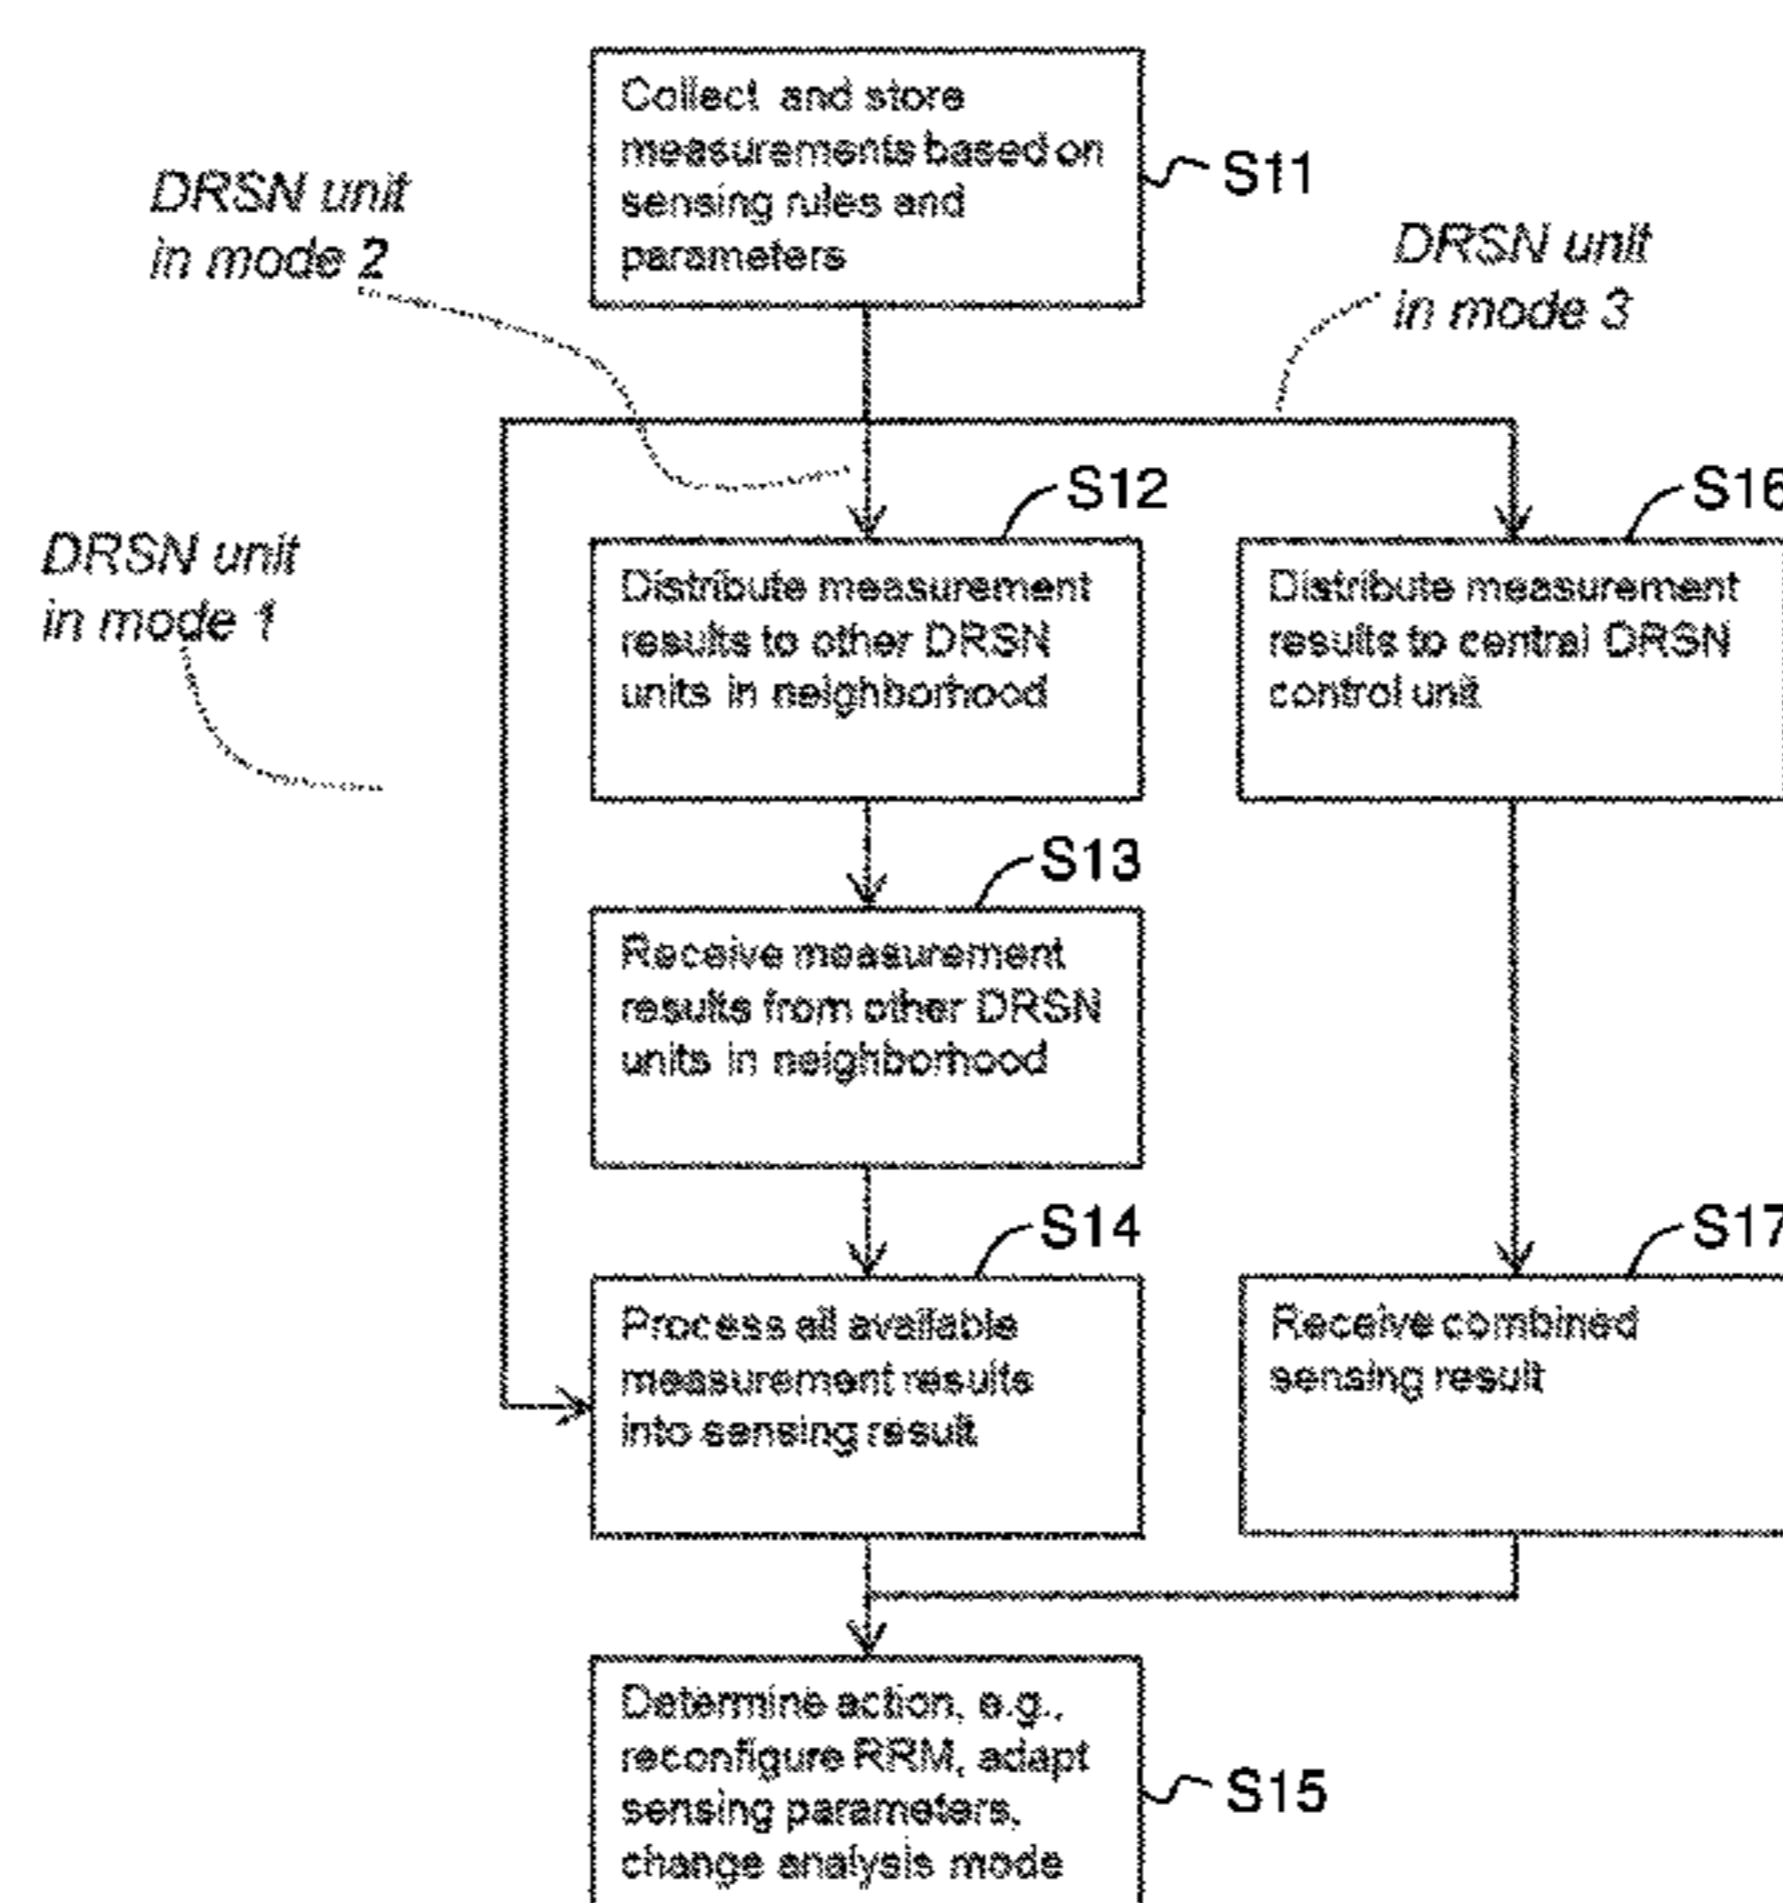 Collect and store
measurements based on
sensing rules and
parameters
S11
DRSN unit
in mode 2
DRSN unit
in mode 3
S12
S16
DRSN unit
in mode 1
Distribute measurement
results to other DRSN
units in neighborhood
Distribute measurement
results to central DRSN
control unit
S13
Receive measurement
results from other DRSN
units in neighborhood
S14
S17
Process all available
measurement results
into sensing result
Receive combined
sensing result
Determine action, e.g.,
reconfigure RRM, adapt
sensing parameters,
change analysis mode
S15